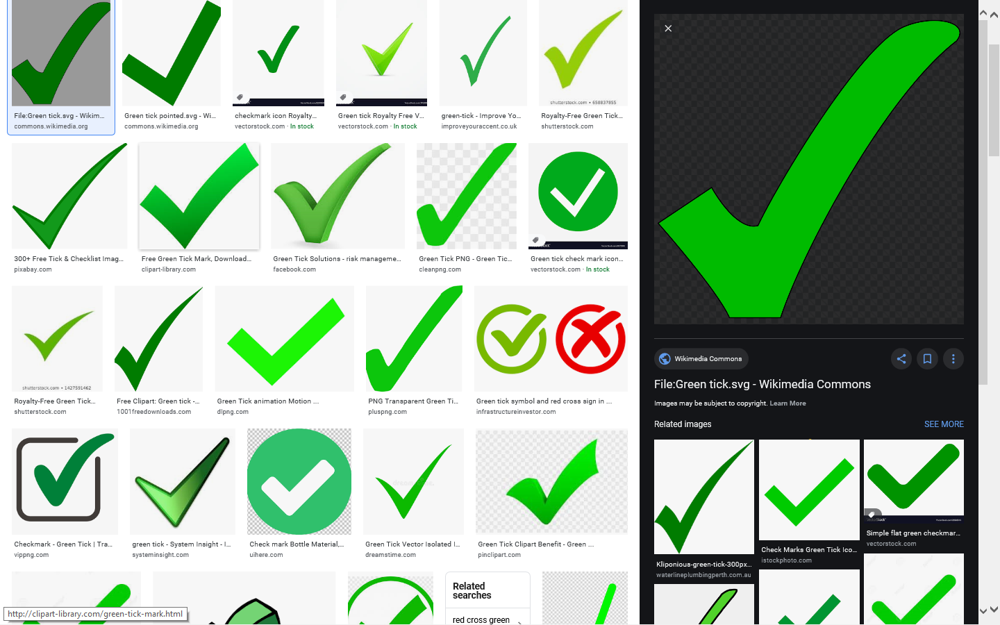 File:Green tick.svg - Wikim...
commons.wikimedia.org
Green tick pointed.svg - Wi...
commons.wikimedia.org
checkmark icon Royalty...
vectorstock.com · In stock
Green tick Royalty Free V...
vectorstock.com · In stock
green-tick - Improve Yo...
improveyouraccent.co.uk
shutterstock.com • 658837855
Royalty-Free Green Tick...
shutterstock.com
300+ Free Tick & Checklist Imag...
pixabay.com
Free Green Tick Mark, Download...
clipart-library.com
Green Tick Solutions - risk manageme...
facebook.com
Green Tick PNG - Green Tic...
cleanpng.com
Green tick check mark icon...
vectorstock.com · In stock
shutterstock.com • 1427591462
Royalty-Free Green Tick...
shutterstock.com
Free Clipart: Green tick -...
1001freedownloads.com
Green Tick animation Motion ...
dlpng.com
PNG Transparent Green Ti...
pluspng.com
Green tick symbol and red cross sign in ...
infrastructureinvestor.com
Checkmark - Green Tick | Tra...
vippng.com
green tick - System Insight - I...
systeminsight.com
Check mark Bottle Material,...
uihere.com
Green Tick Vector Isolated I...
dreamstime.com
Green Tick Clipart Benefit - Green ...
pinclipart.com
Related
searches
red cross green
http://clipart-library.com/green-tick-mark.html
Wikimedia Commons
File:Green tick.svg - Wikimedia Commons
Images may be subject to copyright. Learn More
Related images
SEE MORE
Kliponious-green-tick-300px...
waterlineplumbingperth.com.au
Check Marks Green Tick Ico...
istockphoto.com
Simple flat green checkmar...
vectorstock.com